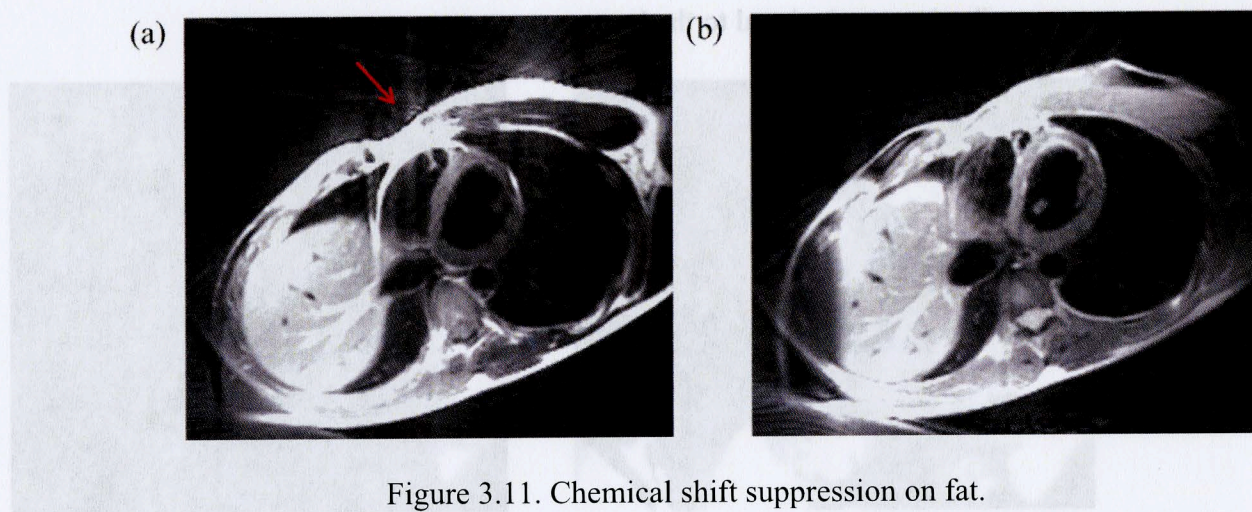 (a) (b)
Figure 3.11. Chemical shift suppression on fat.